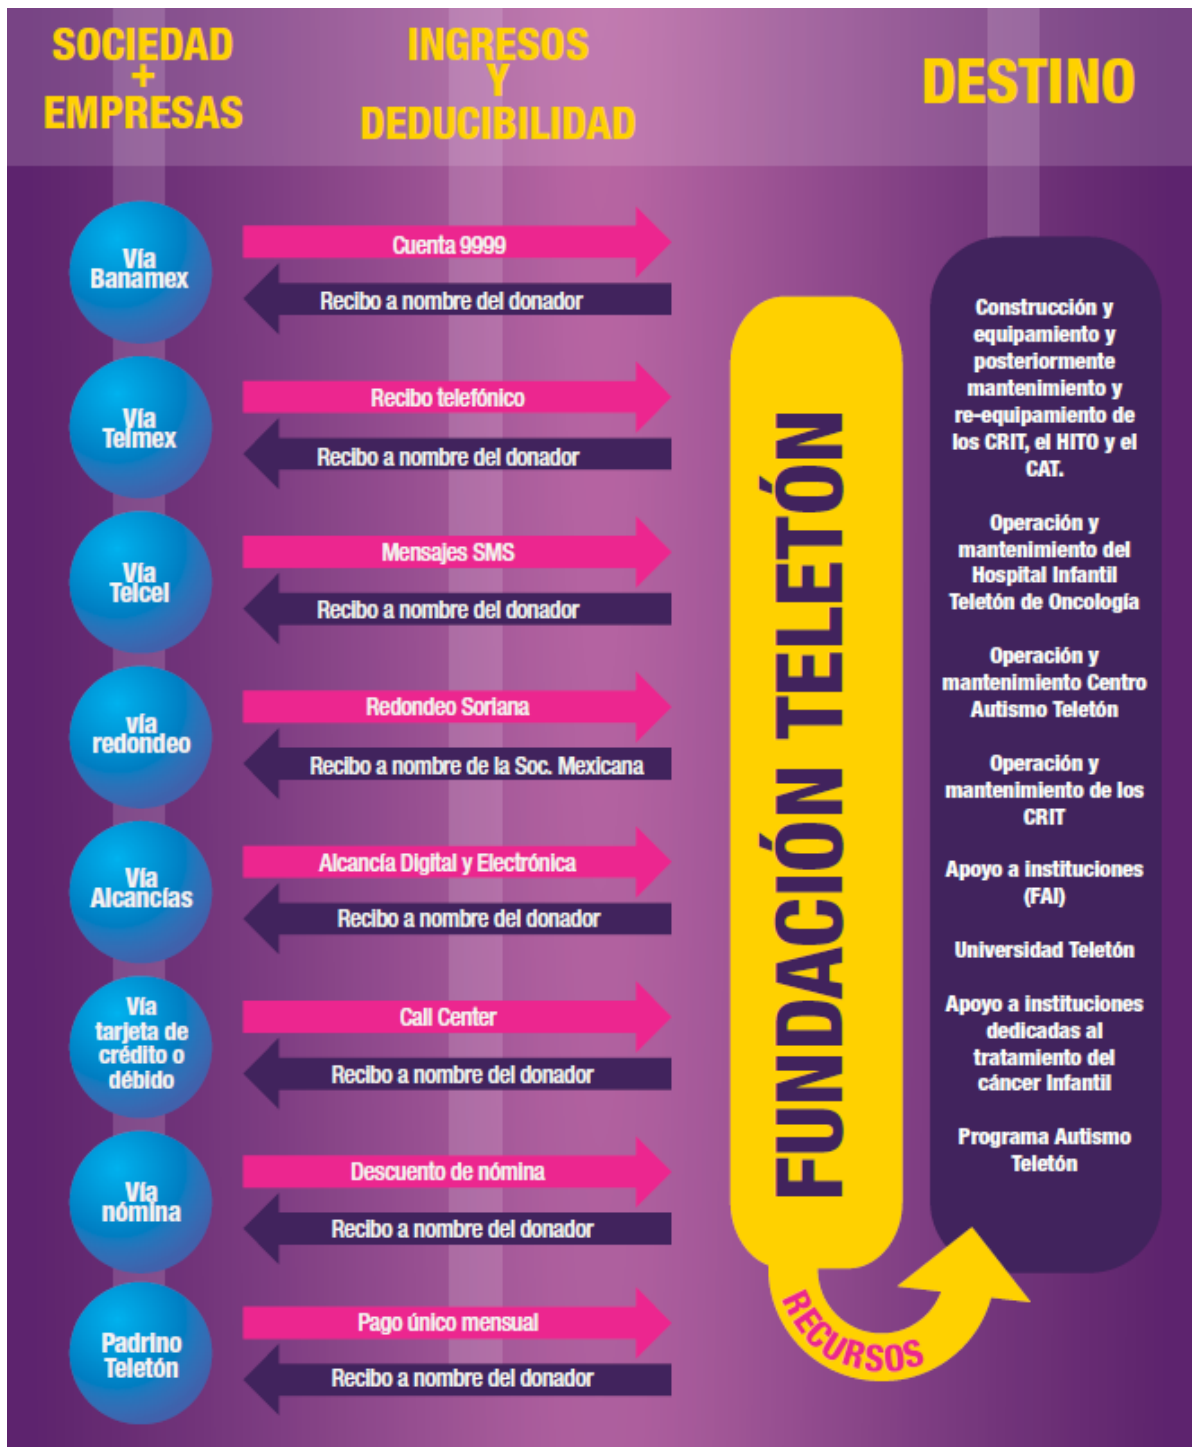 SOCIEDAD
+
EMPRESAS
INGRESOS
Y
DEDUCIBILIDAD
DESTINO
Vía
Banamex
Cuenta 9999
Recibo a nombre del donador
Vía
Telmex
Recibo telefónico
Recibo a nombre del donador
Vía
Telcel
Mensajes SMS
Recibo a nombre del donador
vía
redondeo
Redondeo Soriana
Recibo a nombre de la Soc. Mexicana
Vía
Alcancías
Alcancía Digital y Electrónica
Recibo a nombre del donador
Vía
tarjeta de
crédito o
débido
Call Center
Recibo a nombre del donador
Vía
nómina
Descuento de nómina
Recibo a nombre del donador
Padrino
Teletón
Pago único mensual
Recibo a nombre del donador
FUNDACIÓN TELETÓN
RECURSOS
Construcción y
equipamiento y
posteriormente
mantenimiento y
re-equipamiento de
los CRIT, el HITO y el
CAT.
Operación y
mantenimiento del
Hospital Infantil
Teletón de Oncología
Operación y
mantenimiento Centro
Autismo Teletón
Operación y
mantenimiento de los
CRIT
Apoyo a instituciones
(FAI)
Universidad Teletón
Apoyo a instituciones
dedicadas al
tratamiento del
cáncer Infantil
Programa Autismo
Teletón